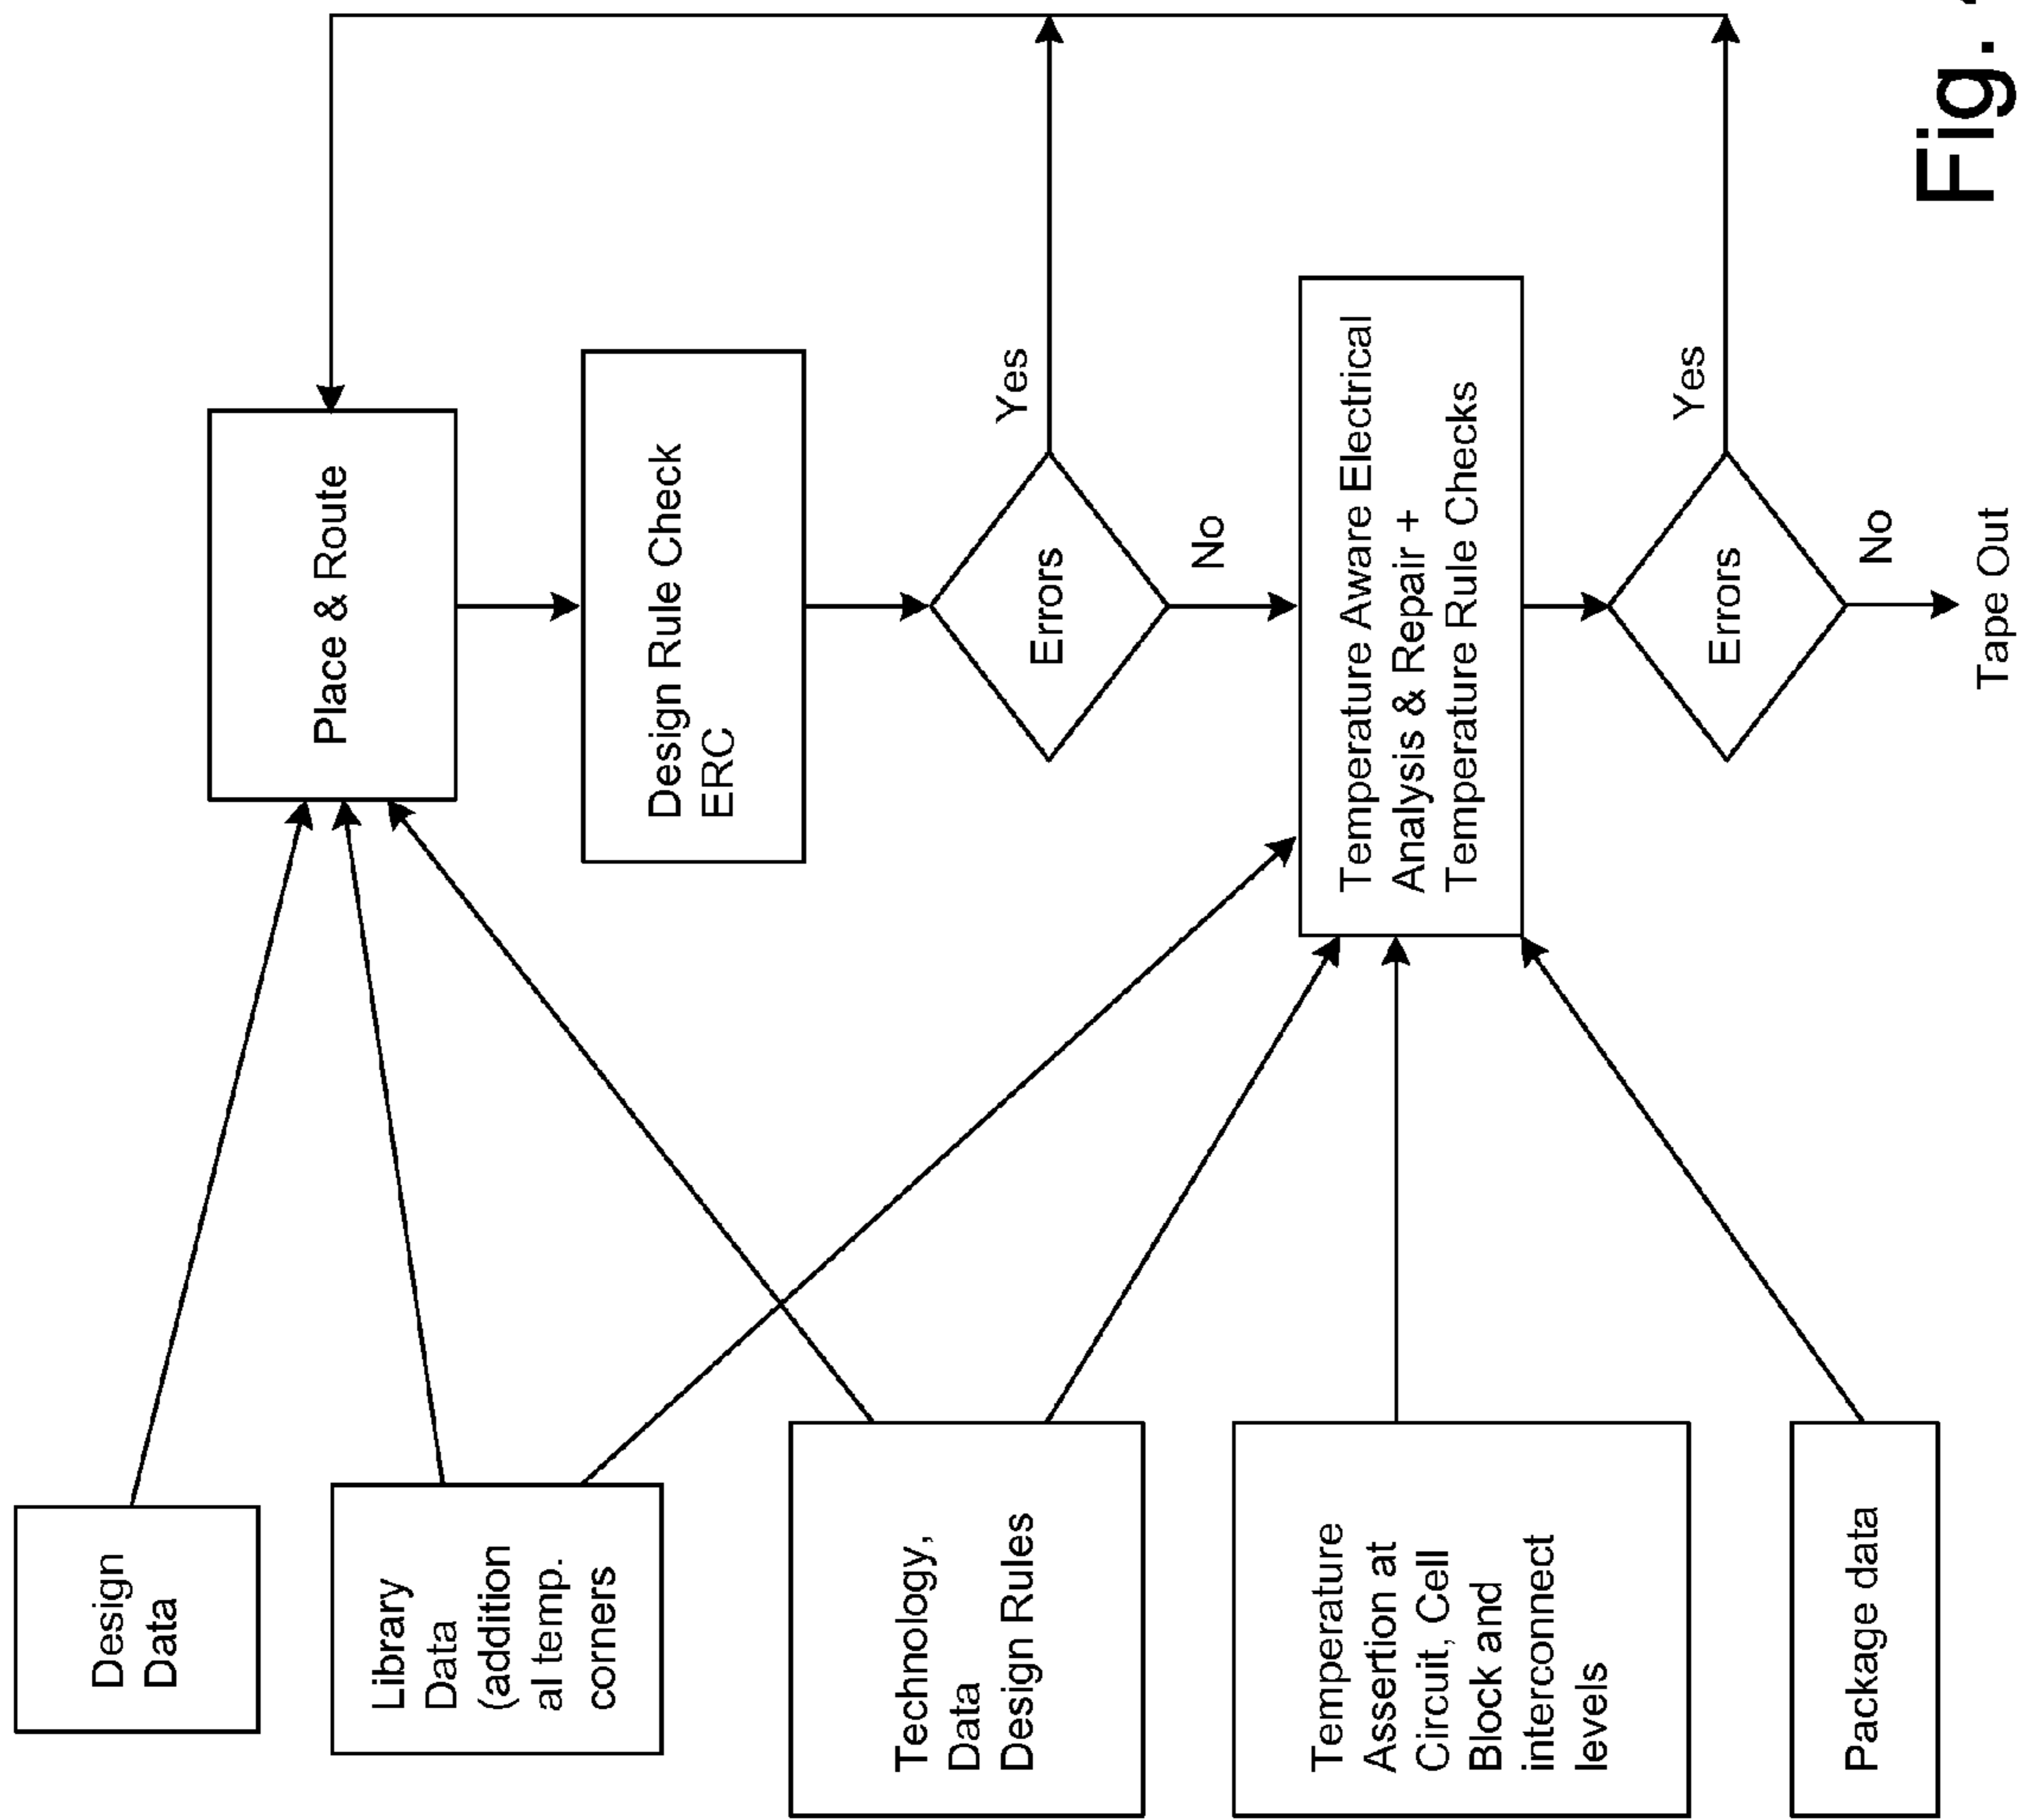 Design
Data
Library
Data
(addition
al temp.
corners
Technology,
Data
Design Rules
Temperature
Assertion at
Circuit, Cell
Block and
interconnect
levels
Package data
Place & Route
Design Rule Check
ERC
Errors
Yes
No
Temperature Aware Electrical
Analysis & Repair +
Temperature Rule Checks
Errors
Yes
No
Tape Out
Fig.